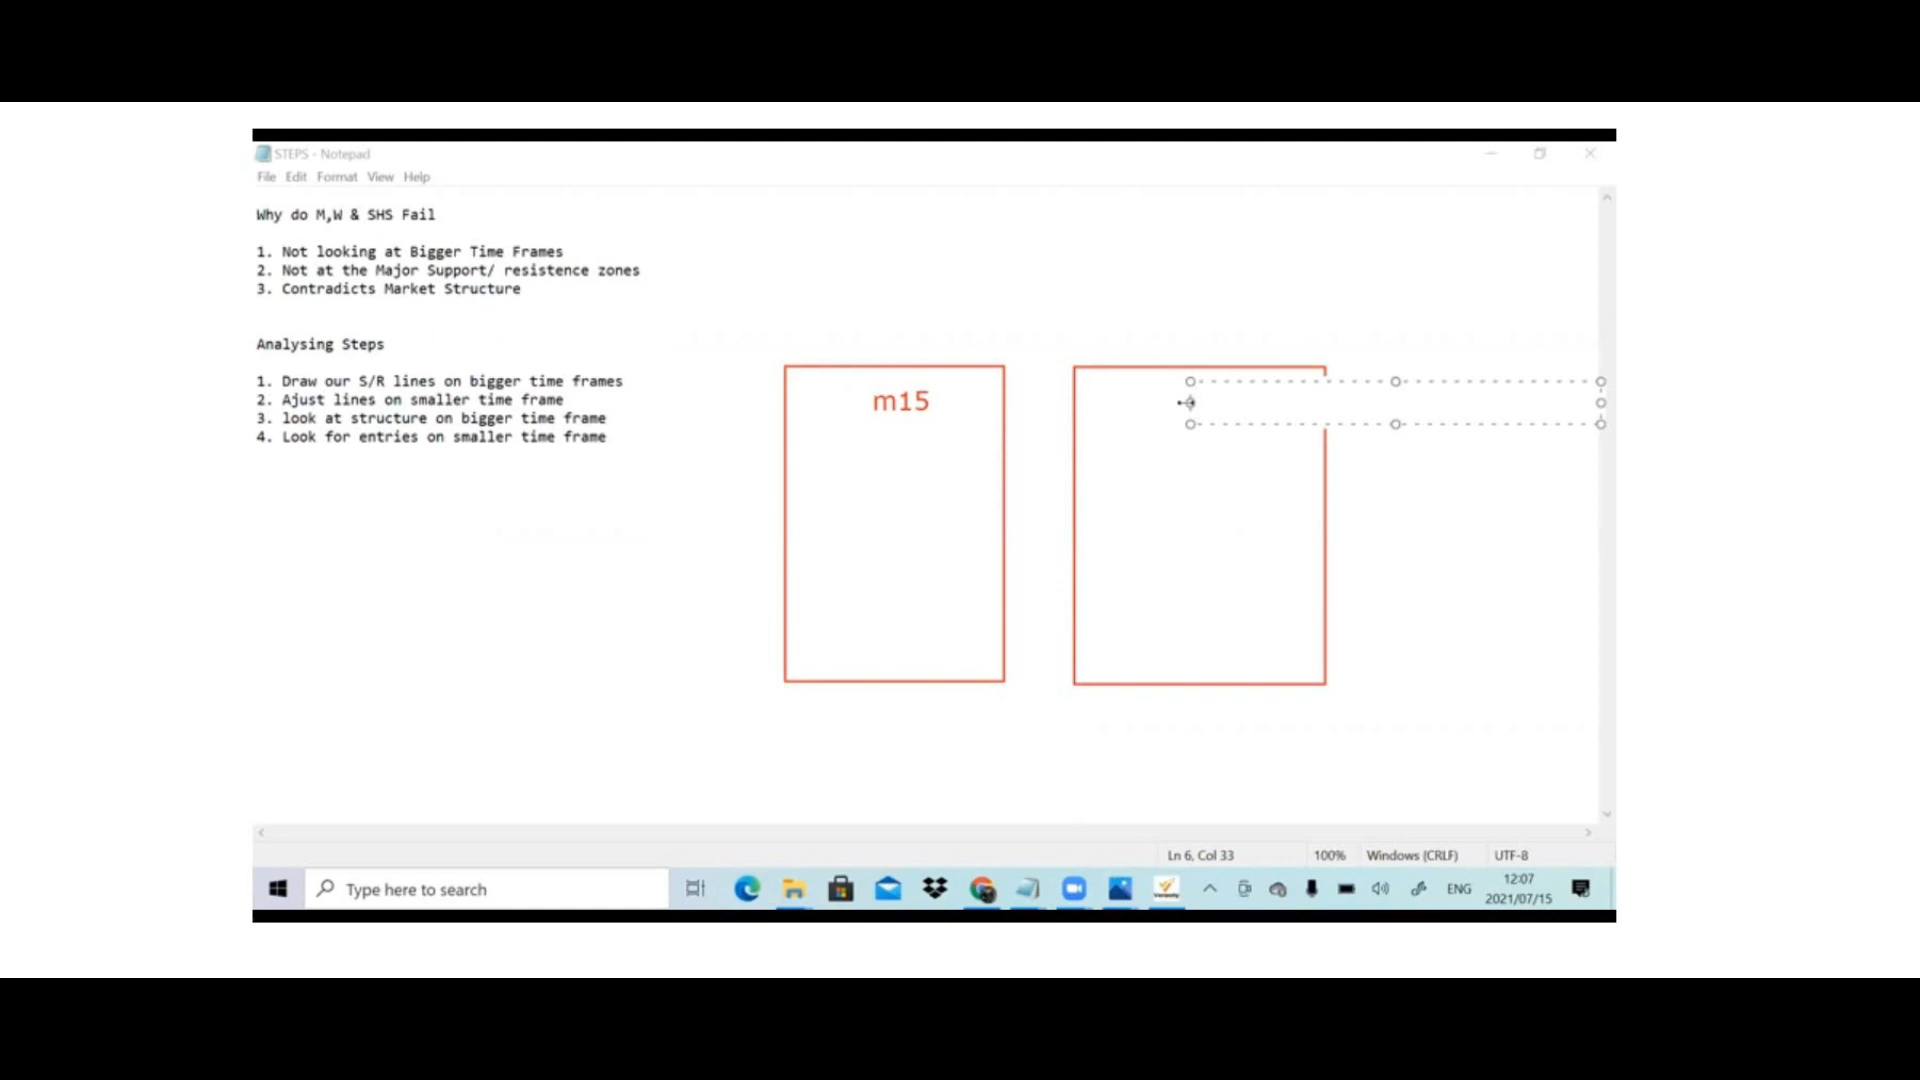 STEPS - Notepad
File Edit Format View Help
Why do M,W & SHS Fail
1. Not looking at Bigger Time Frames
2. Not at the Major Support/ resistence zones
3. Contradicts Market Structure
Analysing Steps
1. Draw our S/R lines on bigger time frames
2. Ajust lines on smaller time frame
3. look at structure on bigger time frame
4. Look for entries on smaller time frame
m15
Ln 6, Col 33 100% Windows (CRLF) UTF-8
Type here to search
ENG
12:07
2021/07/15